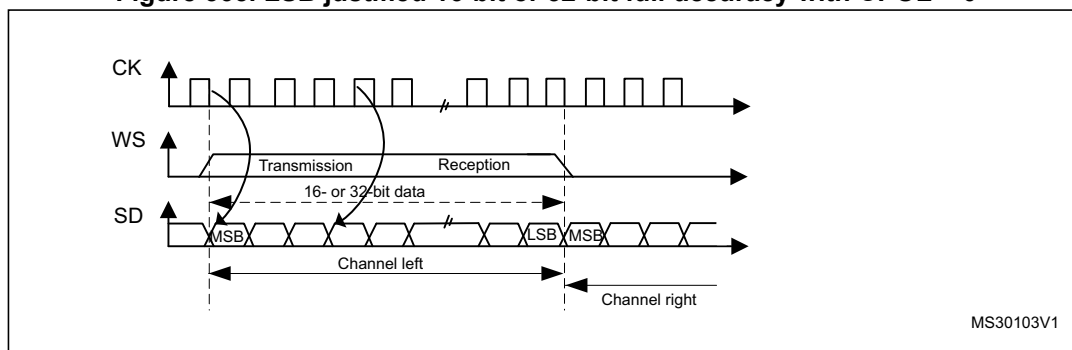 CK
WS
Transmission Reception
16- or 32-bit data
SD
MSB LSB MSB
Channel left
Channel right
MS30103V1